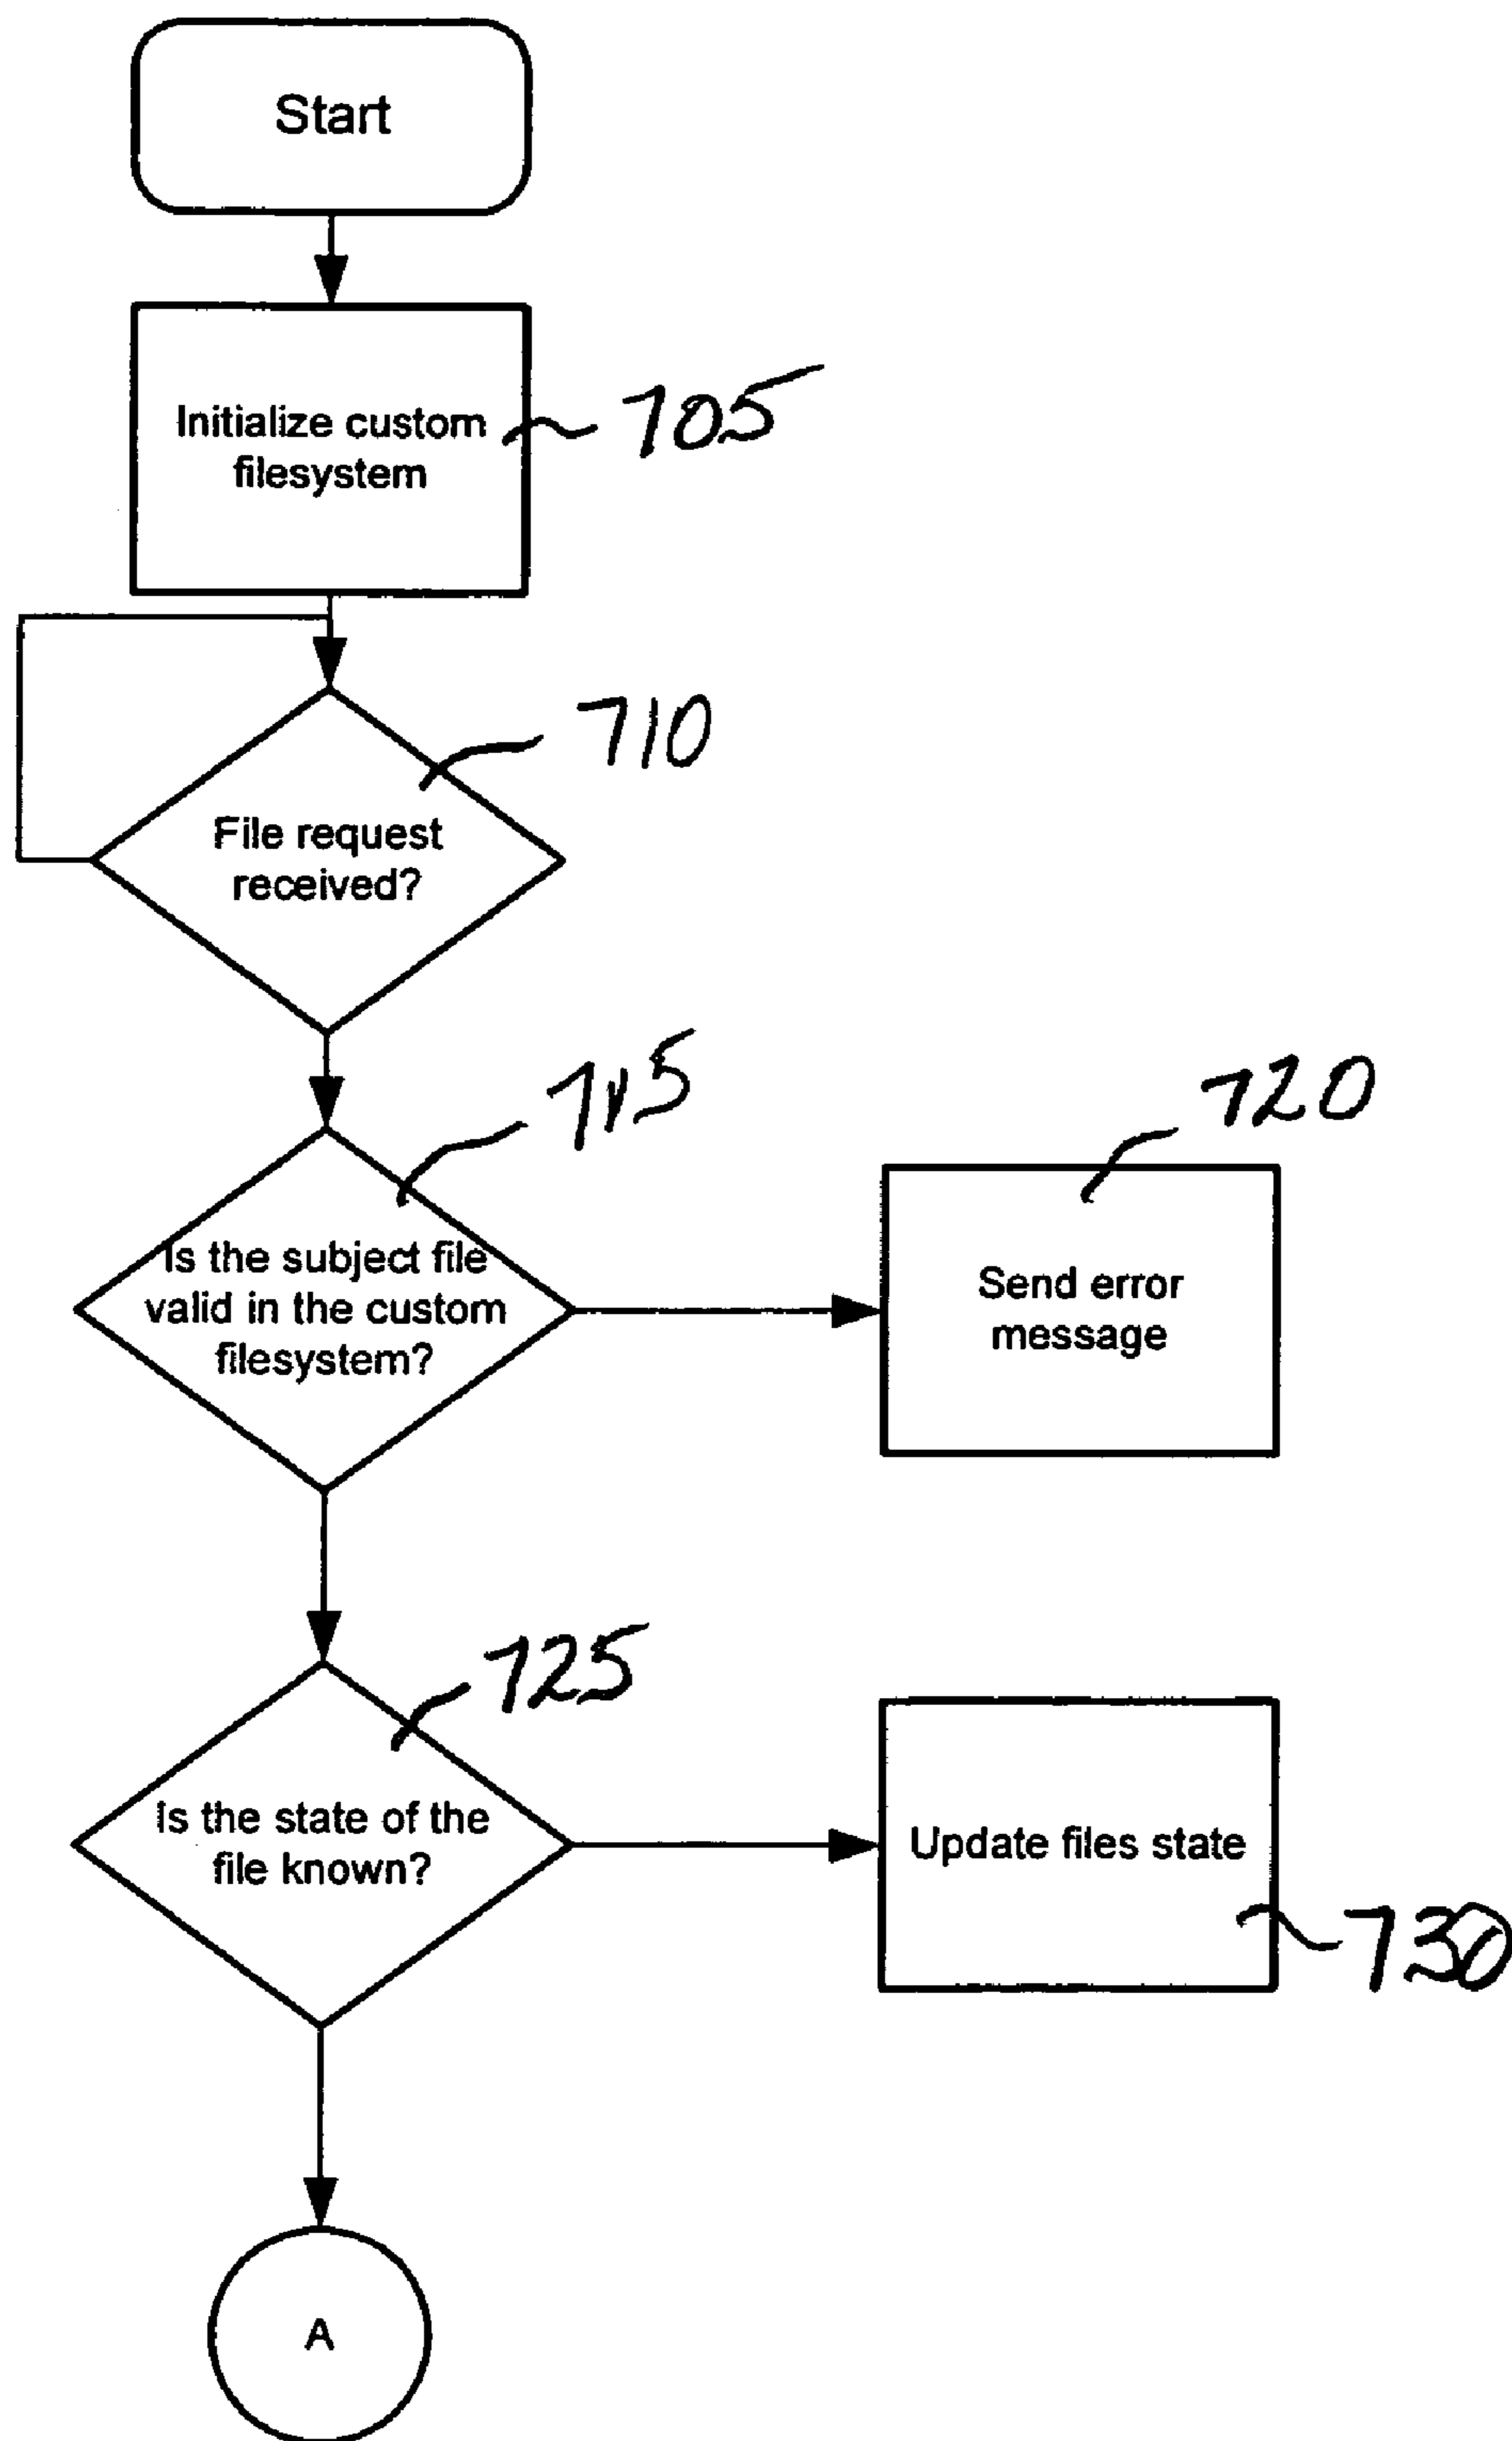 Start
Initialize custom
filesystem
705
710
File request
received?
715
720
Is the subject file
valid in the custom
filesystem?
Send error
message
725
Is the state of the
file known?
Update files state
730
A